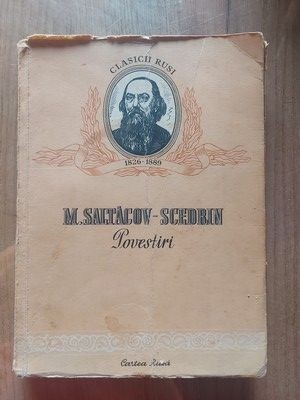 CLASICII RUSI
1826-1889
M. SALTÂCOV-SCEDRIN
Povestiri
Cartea Rusă